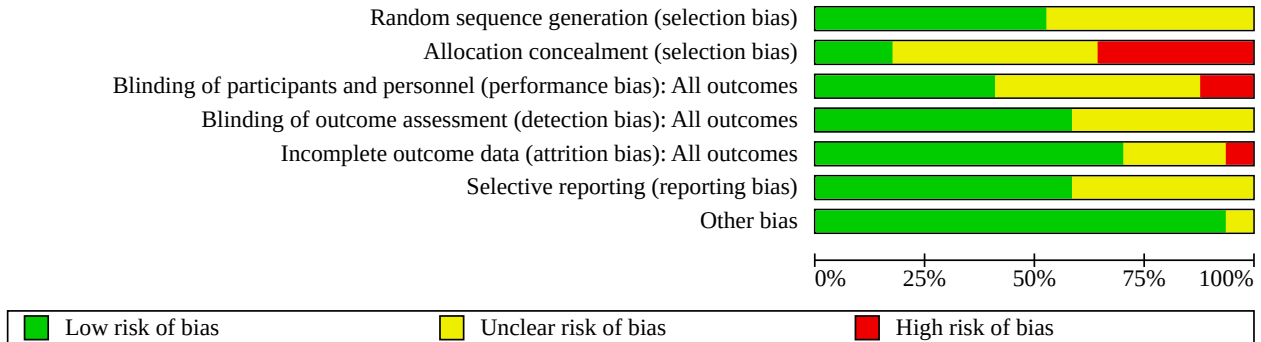 Random sequence generation (selection bias)
Allocation concealment (selection bias)
Blinding of participants and personnel (performance bias): All outcomes
Blinding of outcome assessment (detection bias): All outcomes
Incomplete outcome data (attrition bias): All outcomes
Selective reporting (reporting bias)
Other bias
0% 25% 50% 75% 100%
Low risk of bias Unclear risk of bias High risk of bias